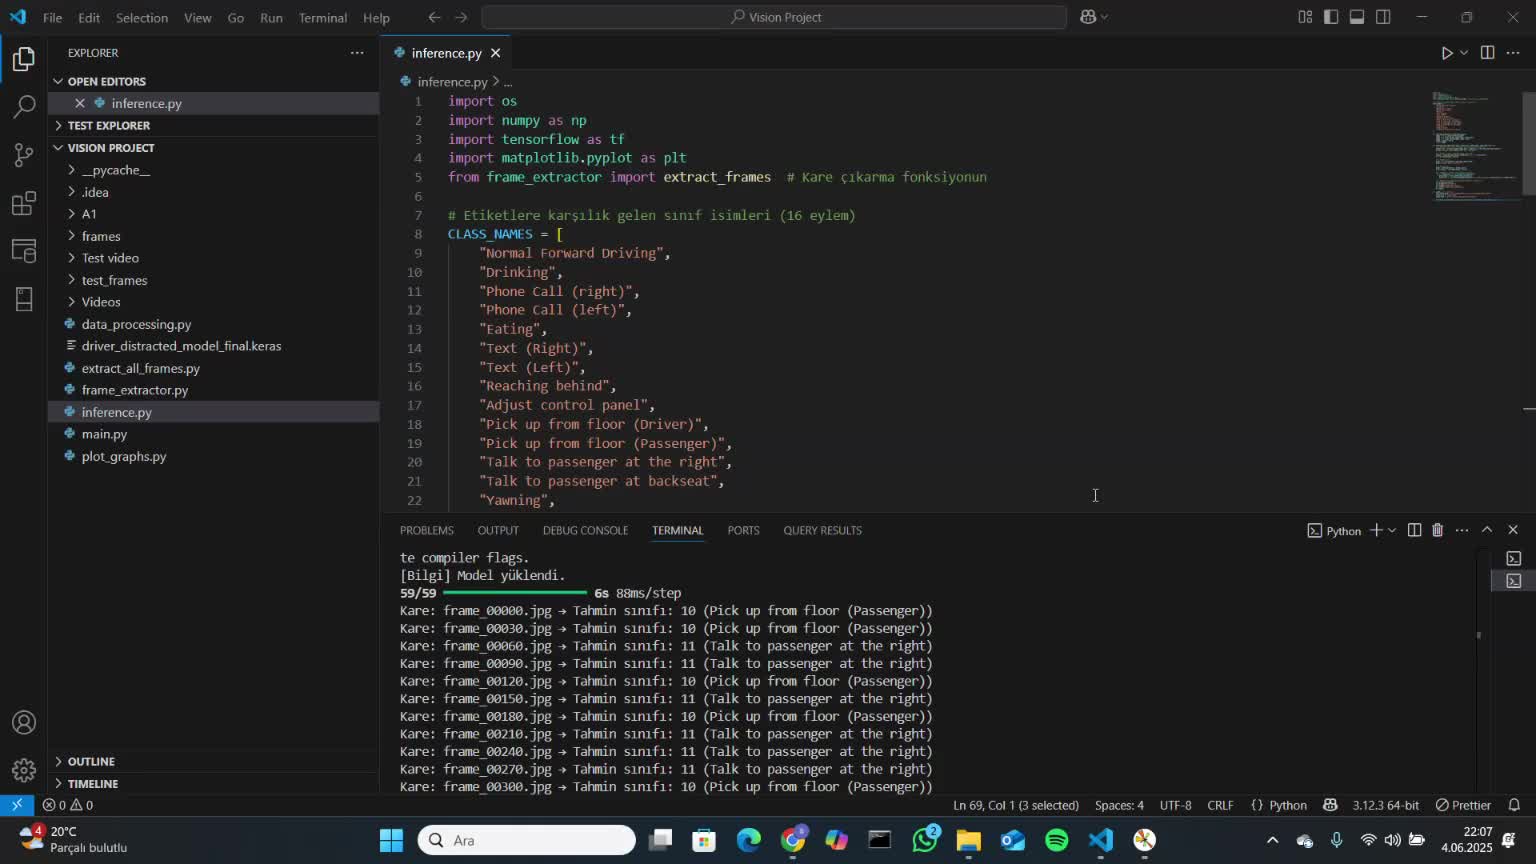 File Edit Selection View Go Run Terminal Help
Vision Project
EXPLORER
OPEN EDITORS
inference.py
TEST EXPLORER
VISION PROJECT
__pycache__
.idea
A1
frames
Test video
test_frames
Videos
data_processing.py
driver_distracted_model_final.keras
extract_all_frames.py
frame_extractor.py
inference.py
main.py
plot_graphs.py
OUTLINE
TIMELINE
inference.py
inference.py > ...
1 import os
2 import numpy as np
3 import tensorflow as tf
4 import matplotlib.pyplot as plt
5 from frame_extractor import extract_frames # Kare çıkarma fonksiyonun
6
7 # Etiketlere karşılık gelen sınıf isimleri (16 eylem)
8 CLASS_NAMES = [
9 "Normal Forward Driving",
10 "Drinking",
11 "Phone Call (right)",
12 "Phone Call (left)",
13 "Eating",
14 "Text (Right)",
15 "Text (Left)",
16 "Reaching behind",
17 "Adjust control panel",
18 "Pick up from floor (Driver)",
19 "Pick up from floor (Passenger)",
20 "Talk to passenger at the right",
21 "Talk to passenger at backseat",
22 "Yawning",
PROBLEMS OUTPUT DEBUG CONSOLE TERMINAL PORTS QUERY RESULTS
Python
te compiler flags.
[Bilgi] Model yüklendi.
59/59 6s 88ms/step
Kare: frame_00000.jpg → Tahmin sınıfı: 10 (Pick up from floor (Passenger))
Kare: frame_00030.jpg → Tahmin sınıfı: 10 (Pick up from floor (Passenger))
Kare: frame_00060.jpg → Tahmin sınıfı: 11 (Talk to passenger at the right)
Kare: frame_00090.jpg → Tahmin sınıfı: 11 (Talk to passenger at the right)
Kare: frame_00120.jpg → Tahmin sınıfı: 10 (Pick up from floor (Passenger))
Kare: frame_00150.jpg → Tahmin sınıfı: 11 (Talk to passenger at the right)
Kare: frame_00180.jpg → Tahmin sınıfı: 10 (Pick up from floor (Passenger))
Kare: frame_00210.jpg → Tahmin sınıfı: 11 (Talk to passenger at the right)
Kare: frame_00240.jpg → Tahmin sınıfı: 11 (Talk to passenger at the right)
Kare: frame_00270.jpg → Tahmin sınıfı: 11 (Talk to passenger at the right)
Kare: frame_00300.jpg → Tahmin sınıfı: 10 (Pick up from floor (Passenger))
0 0
Ln 69, Col 1 (3 selected) Spaces: 4 UTF-8 CRLF {} Python 3.12.3 64-bit Prettier
4
20°C
Parçalı bulutlu
Ara
2
22:07
4.06.2025